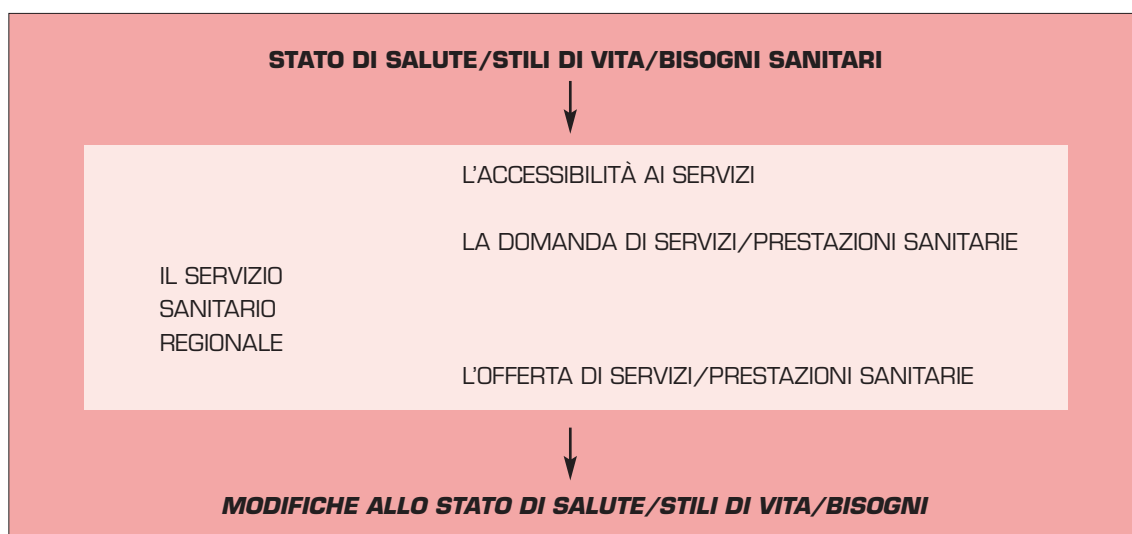 STATO DI SALUTE/STILI DI VITA/BISOGNI SANITARI
L'ACCESSIBILITÀ AI SERVIZI
LA DOMANDA DI SERVIZI/PRESTAZIONI SANITARIE
IL SERVIZIO
SANITARIO
REGIONALE
L'OFFERTA DI SERVIZI/PRESTAZIONI SANITARIE
MODIFICHE ALLO STATO DI SALUTE/STILI DI VITA/BISOGNI